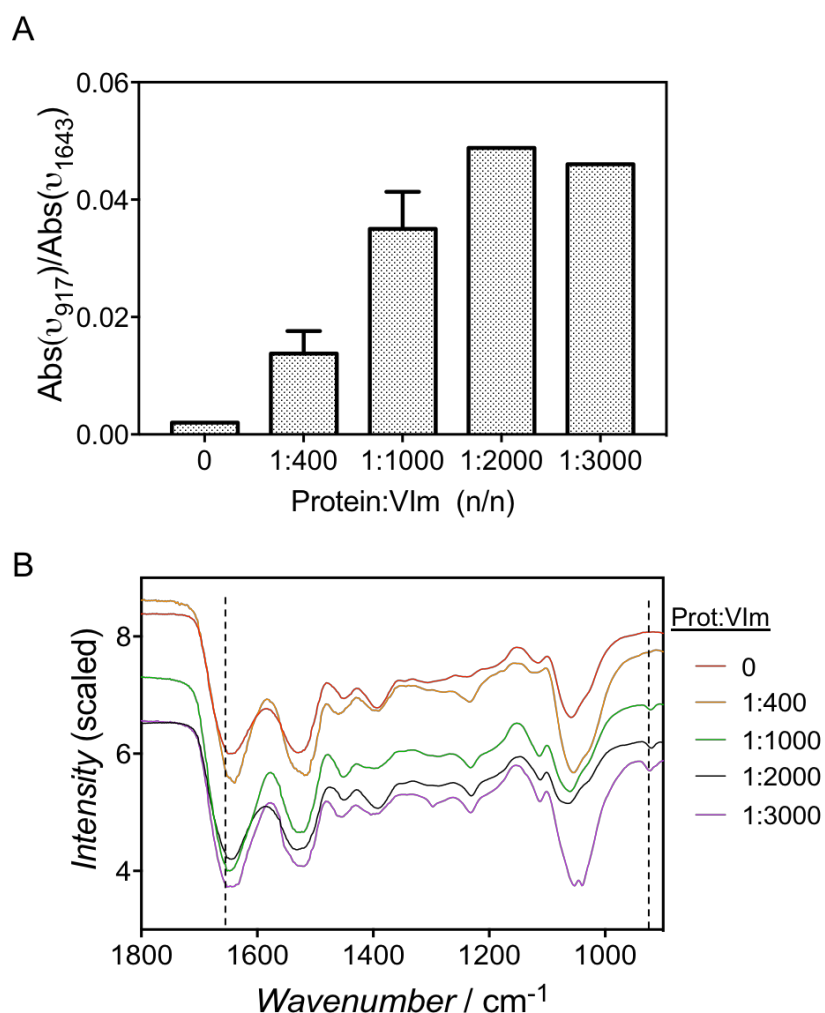 A
Abs(υ917)/Abs(υ1643)
0.06
0.04
0.02
0.00
0 1:400 1:1000 1:2000 1:3000
Protein:VIm (n/n)
B
Intensity (scaled)
8
6
4
1800 1600 1400 1200 1000
Wavenumber / cm-1
Prot:VIm
0
1:400
1:1000
1:2000
1:3000